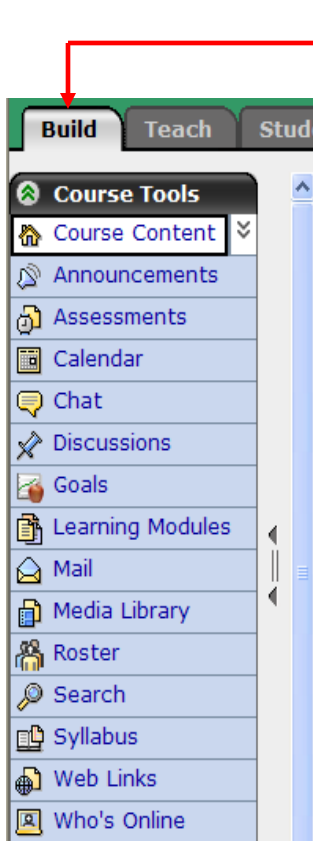 Build Teach Stud
Course Tools
Course Content
Announcements
Assessments
Calendar
Chat
Discussions
Goals
Learning Modules
Mail
Media Library
Roster
Search
Syllabus
Web Links
Who's Online